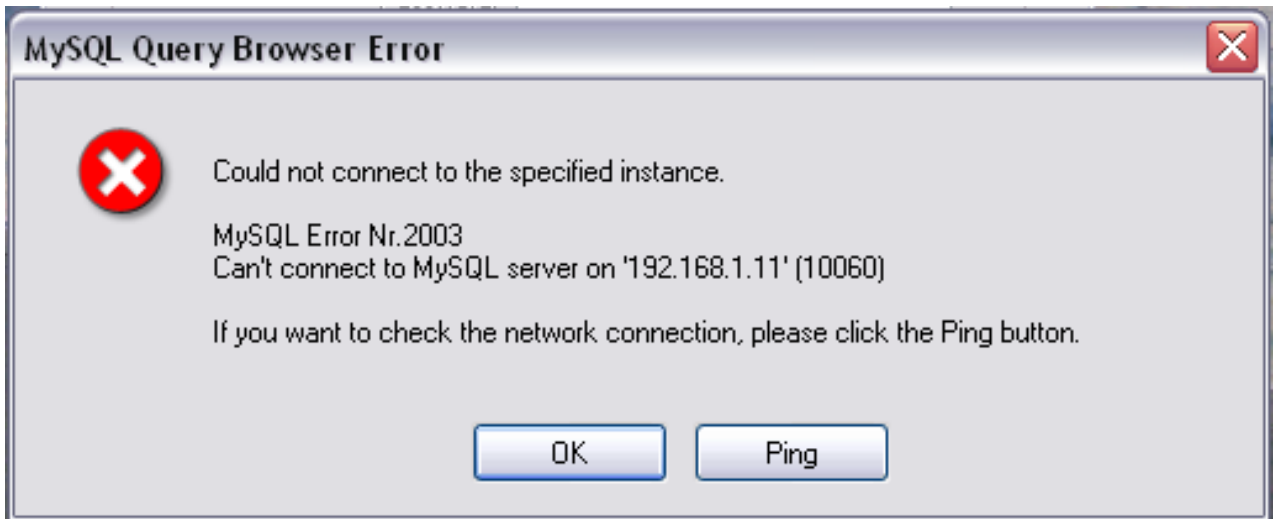 MySQL Query Browser Error
Could not connect to the specified instance.
MySQL Error Nr.2003
Can't connect to MySQL server on '192.168.1.11' (10060)
If you want to check the network connection, please click the Ping button.
OK
Ping